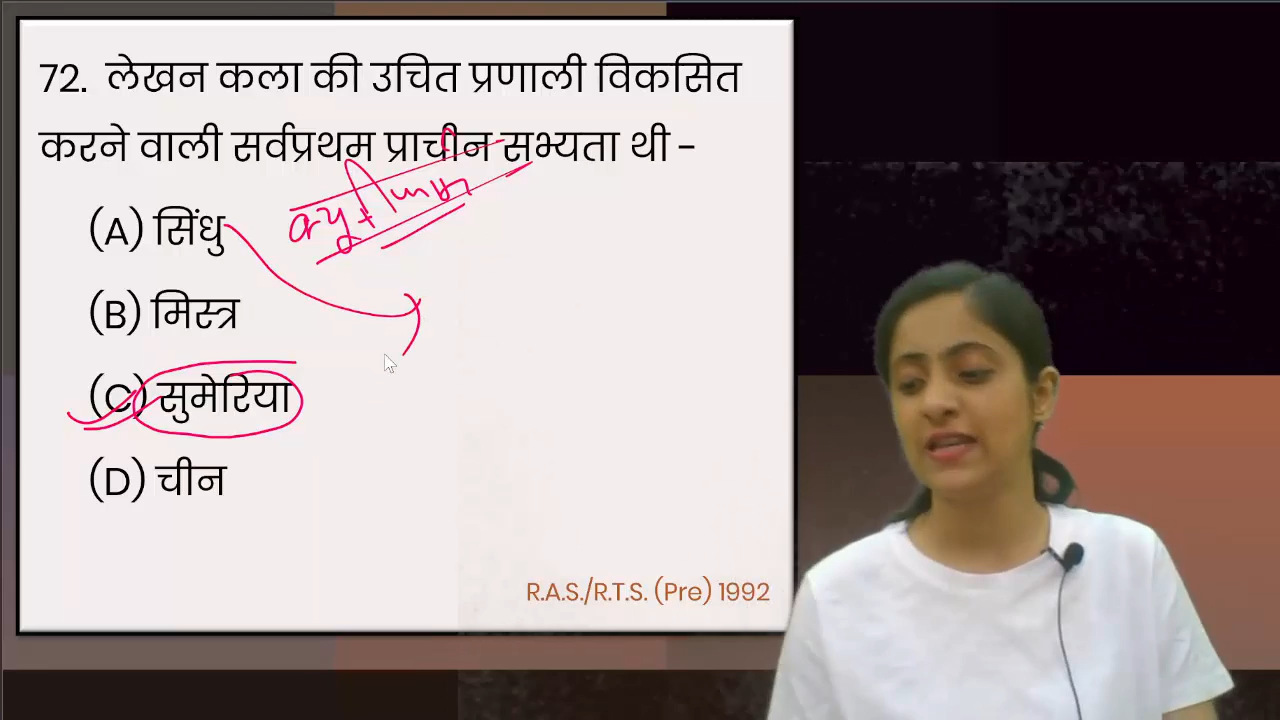 72. लेखन कला की उचित प्रणाली विकसित
करने वाली सर्वप्रथम प्राचीन सभ्यता थी -
(A) सिंधु
(B) मिस्त्र
(C) सुमेरिया
(D) चीन
R.A.S./R.T.S. (Pre) 1992